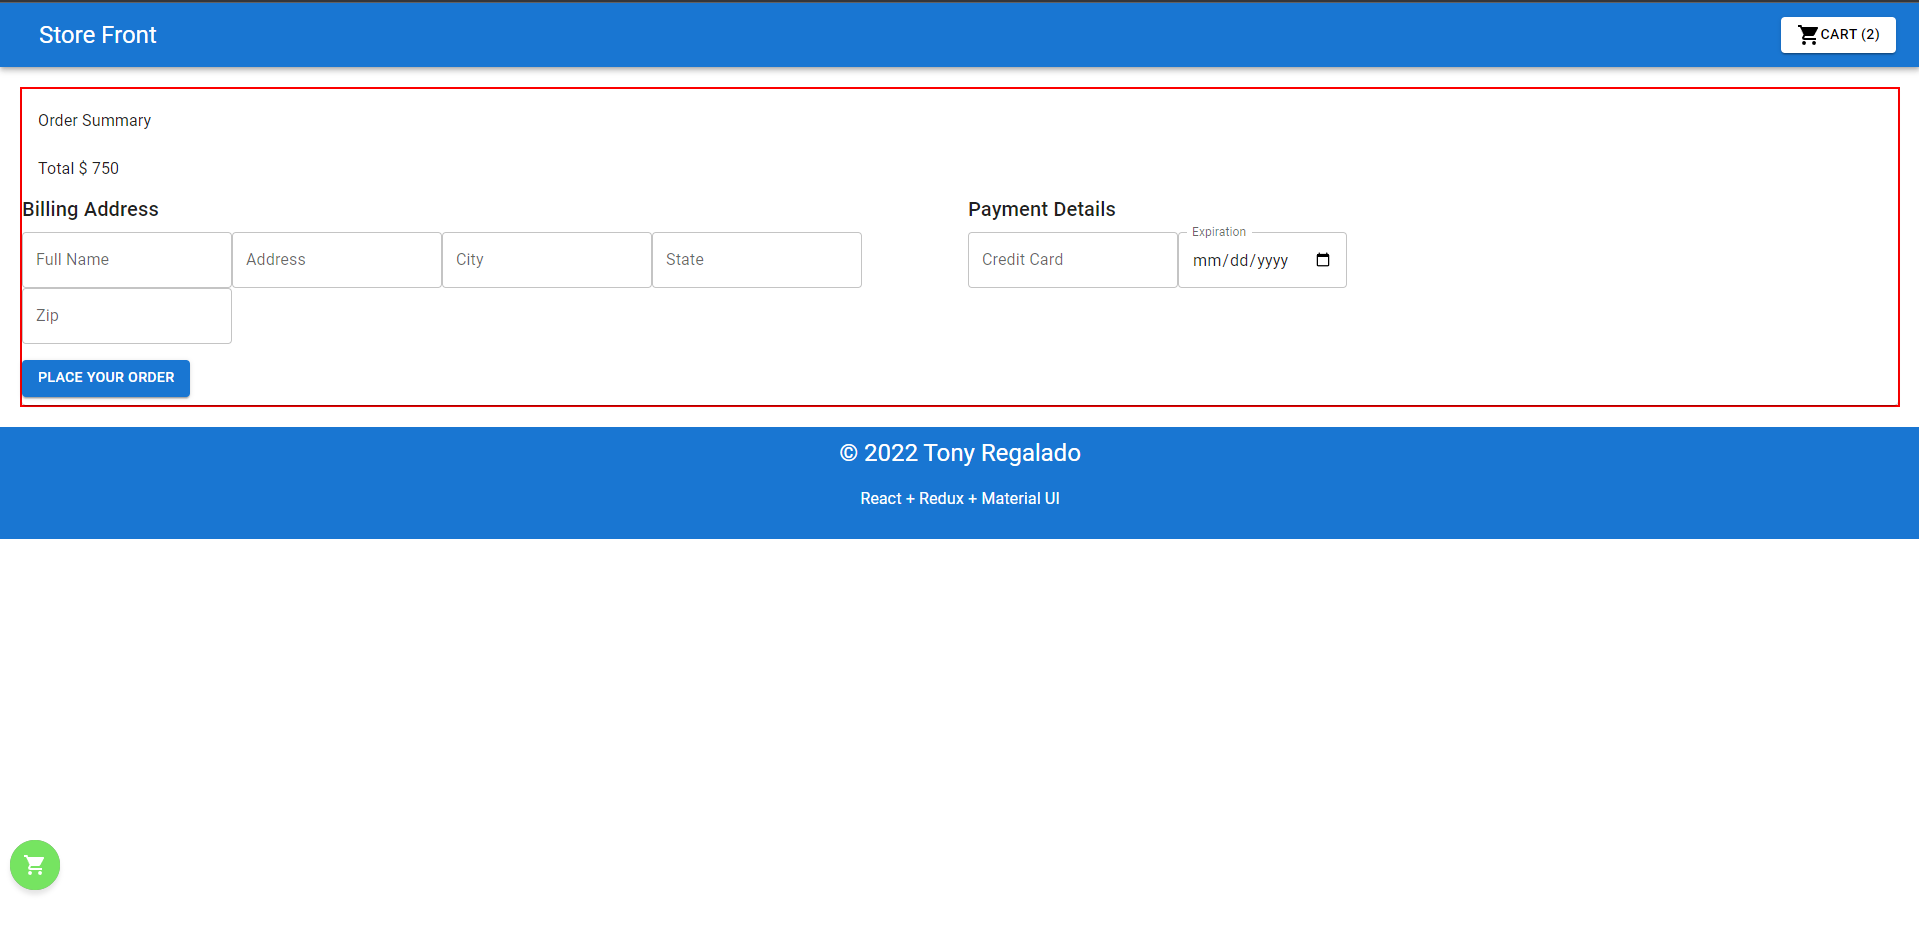 Store Front
CART (2)
Order Summary
Total $ 750
Billing Address
Full Name
Address
City
State
Zip
Payment Details
Credit Card
Expiration
mm/dd/yyyy
PLACE YOUR ORDER
© 2022 Tony Regalado
React + Redux + Material UI